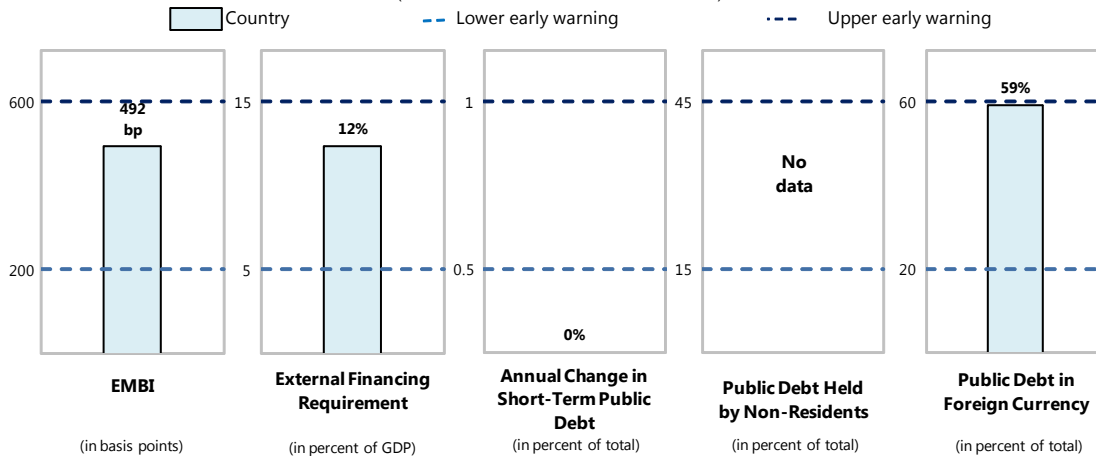 Country
Lower early warning
Upper early warning
600
200
492
bp
EMBI
(in basis points)
15
5
12%
External Financing
Requirement
(in percent of GDP)
1
0.5
0%
Annual Change in
Short-Term Public
Debt
(in percent of total)
45
15
No
data
Public Debt Held
by Non-Residents
(in percent of total)
60
20
59%
Public Debt in
Foreign Currency
(in percent of total)